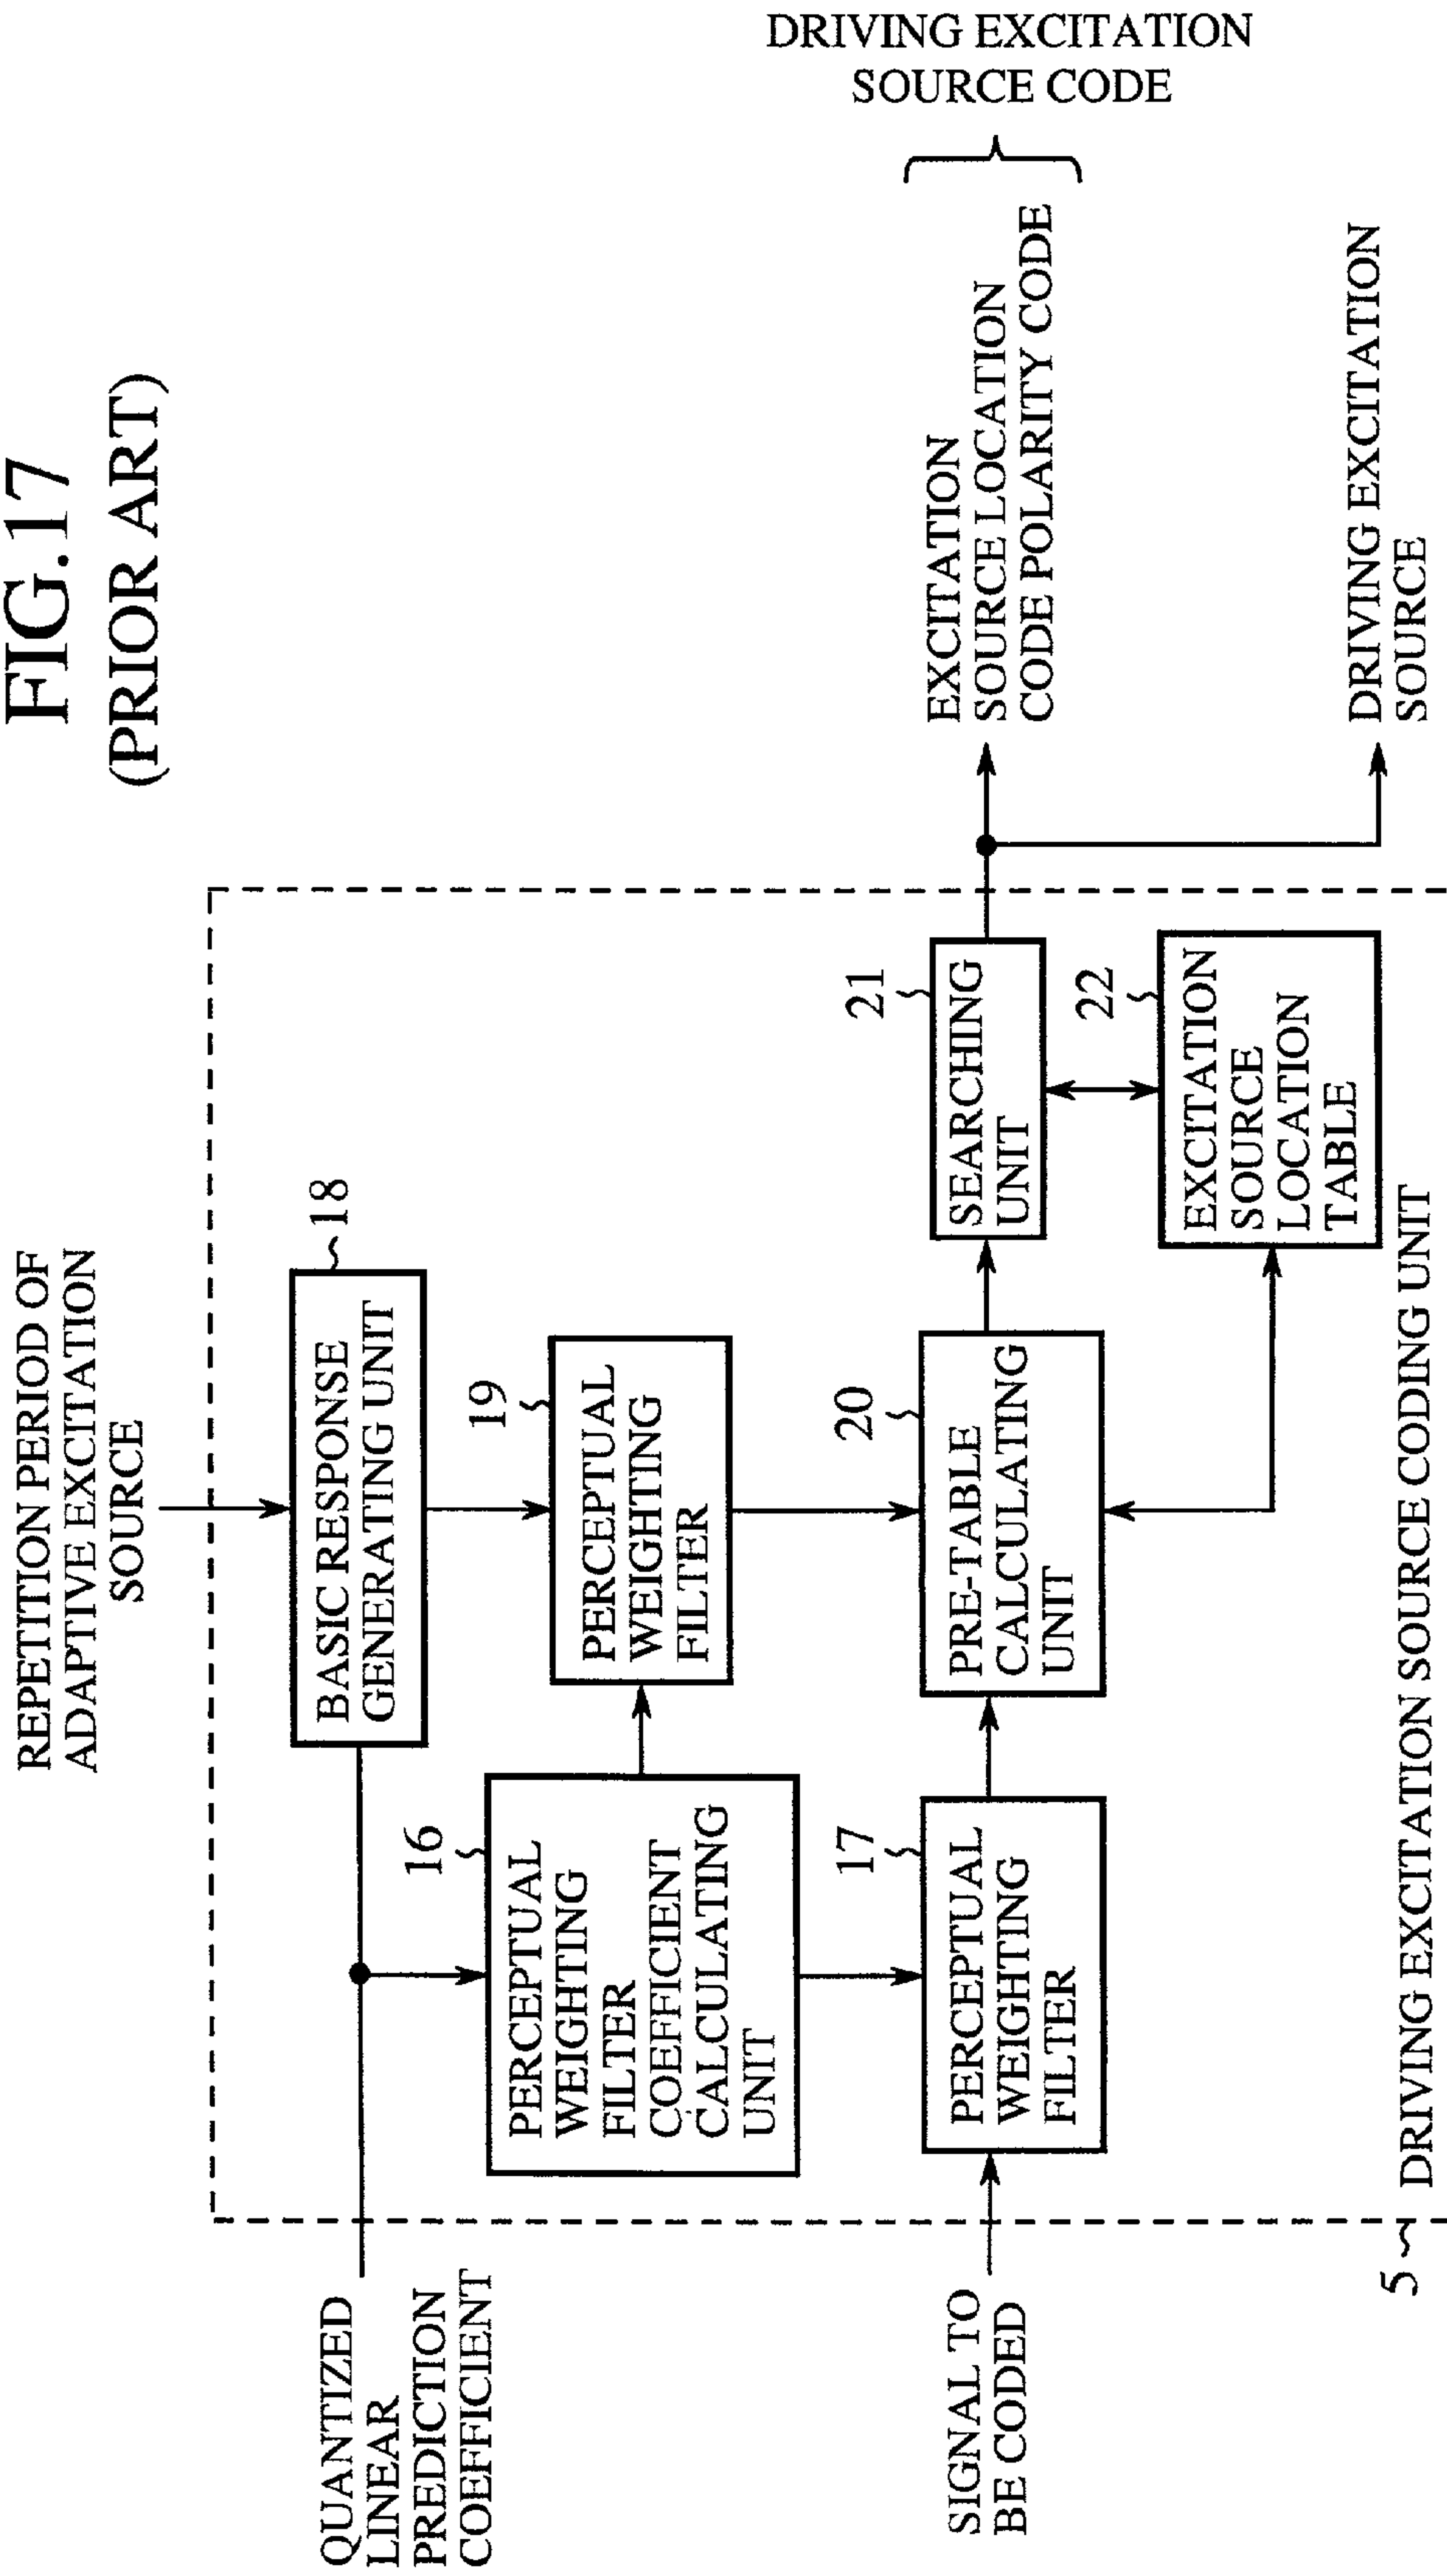 FIG.17
(PRIOR ART)
REPETITION PERIOD OF
ADAPTIVE EXCITATION
SOURCE
QUANTIZED
LINEAR
PREDICTION
COEFFICIENT
18
BASIC RESPONSE
GENERATING UNIT
16
PERCEPTUAL
WEIGHTING
FILTER
COEFFICIENT
CALCULATING
UNIT
19
PERCEPTUAL
WEIGHTING
FILTER
SIGNAL TO
BE CODED
17
PERCEPTUAL
WEIGHTING
FILTER
20
PRE-TABLE
CALCULATING
UNIT
21
SEARCHING
UNIT
22
EXCITATION
SOURCE
LOCATION
TABLE
EXCITATION
SOURCE LOCATION
CODE POLARITY CODE
DRIVING EXCITATION
SOURCE CODE
DRIVING EXCITATION
SOURCE
5
DRIVING EXCITATION SOURCE CODING UNIT